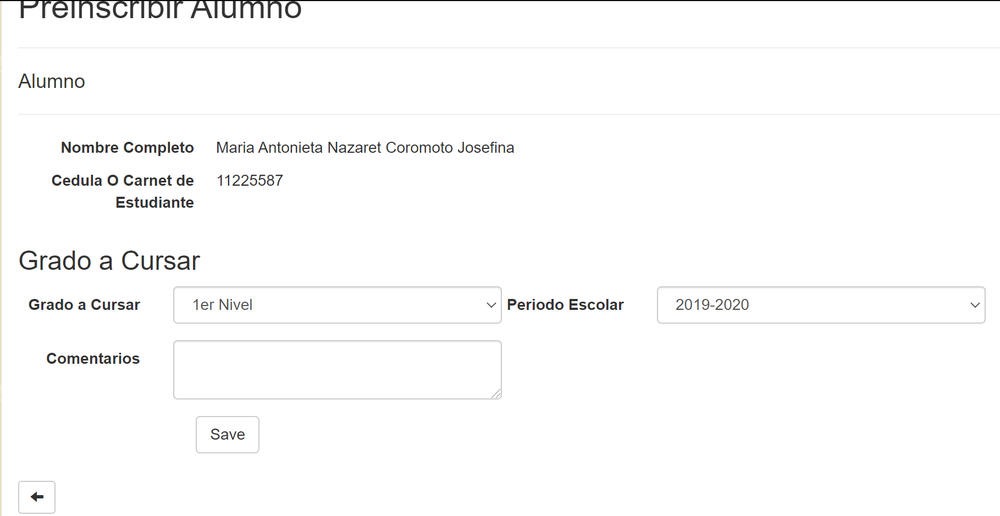 Preinscribir Alumno
Alumno
Nombre Completo Maria Antonieta Nazaret Coromoto Josefina
Cedula O Carnet de 11225587
Estudiante
Grado a Cursar
Grado a Cursar 1er Nivel Periodo Escolar 2019-2020
Comentarios
Save